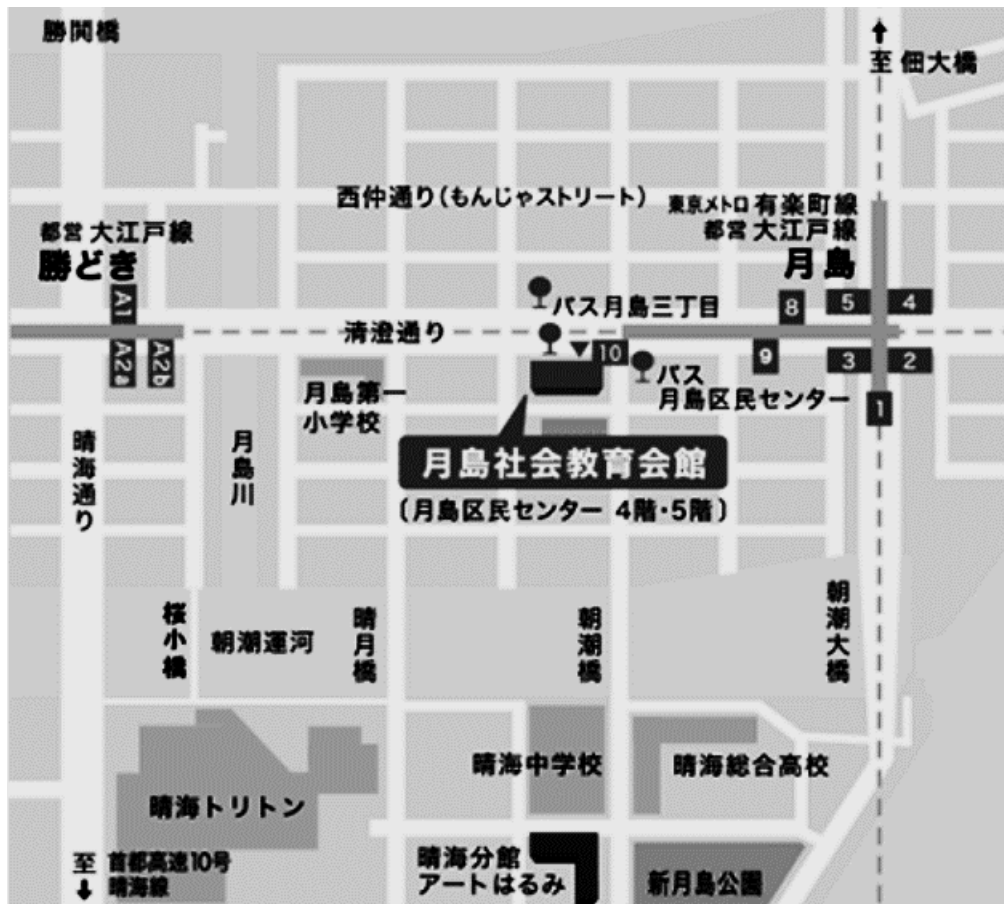 勝鬨橋
↑
至 佃大橋
西仲通り(もんじゃストリート)
東京メトロ 有楽町線
都営 大江戸線
月島
都営 大江戸線
勝どき
A1
8
5
4
バス月島三丁目
清澄通り
10
A2a
A2b
9
3
2
バス
月島区民センター
1
月島第一
小学校
月島社会教育会館
(月島区民センター 4階・5階)
晴海通り
月島川
桜小橋
朝潮運河
晴月橋
朝潮橋
朝潮大橋
晴海中学校
晴海総合高校
晴海トリトン
至 首都高速10号
↓ 晴海線
晴海分館
アートはるみ
新月島公園